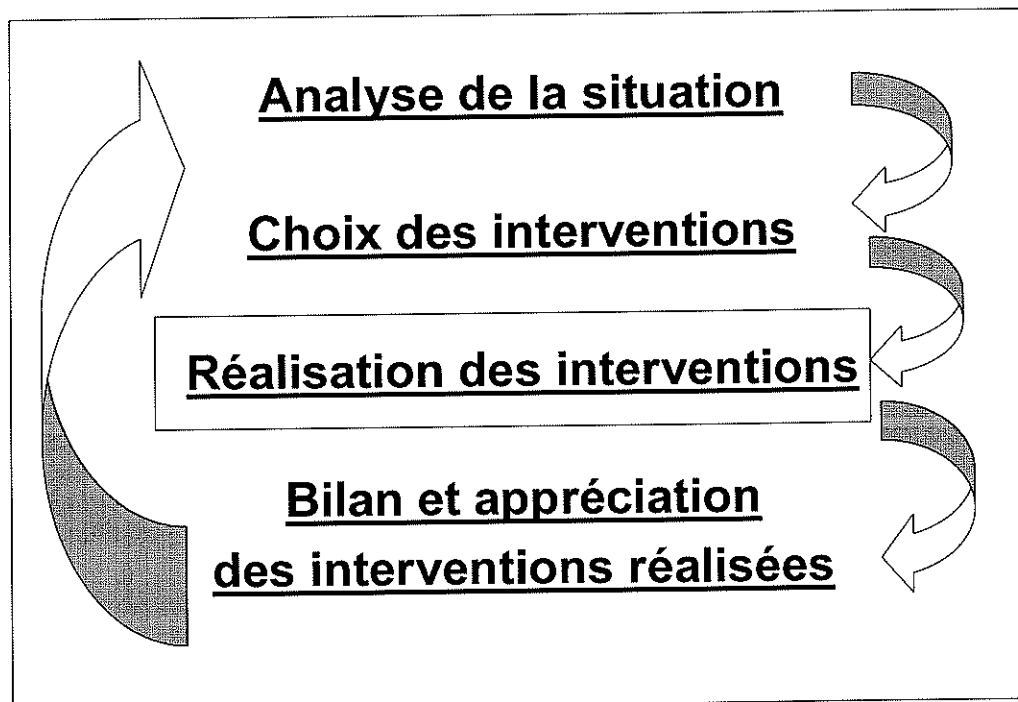 Analyse de la situation
Choix des interventions
Réalisation des interventions
Bilan et appréciation
des interventions réalisées